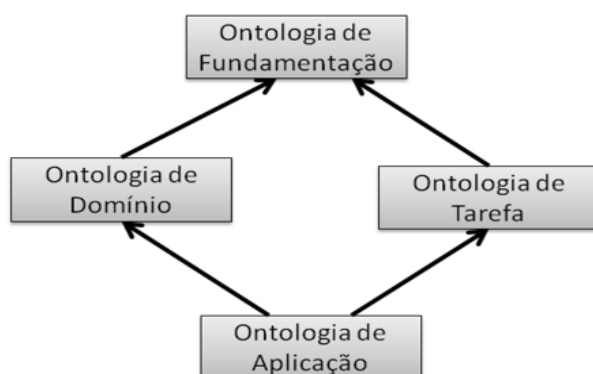 Ontologia de
Fundamentação
Ontologia de
Domínio
Ontologia de
Tarefa
Ontologia de
Aplicação